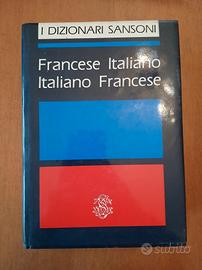 I DIZIONARI SANSONI
Francese Italiano
Italiano Francese
subito